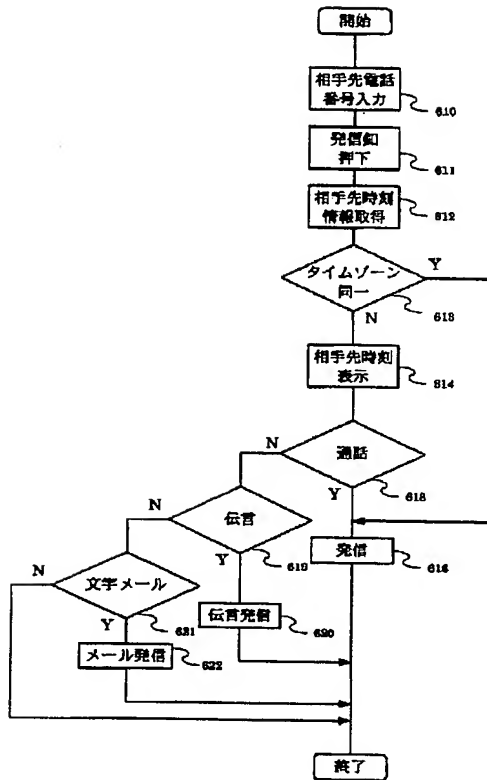 開始
相手先電話
番号入力
610
発信釦
押下
611
相手先時刻
情報取得
612
タイムゾーン
同一
Y
N
613
相手先時刻
表示
614
通話
N
Y
618
伝言
N
Y
619
発信
616
文字メール
N
Y
621
伝言発信
620
メール発信
622
終了